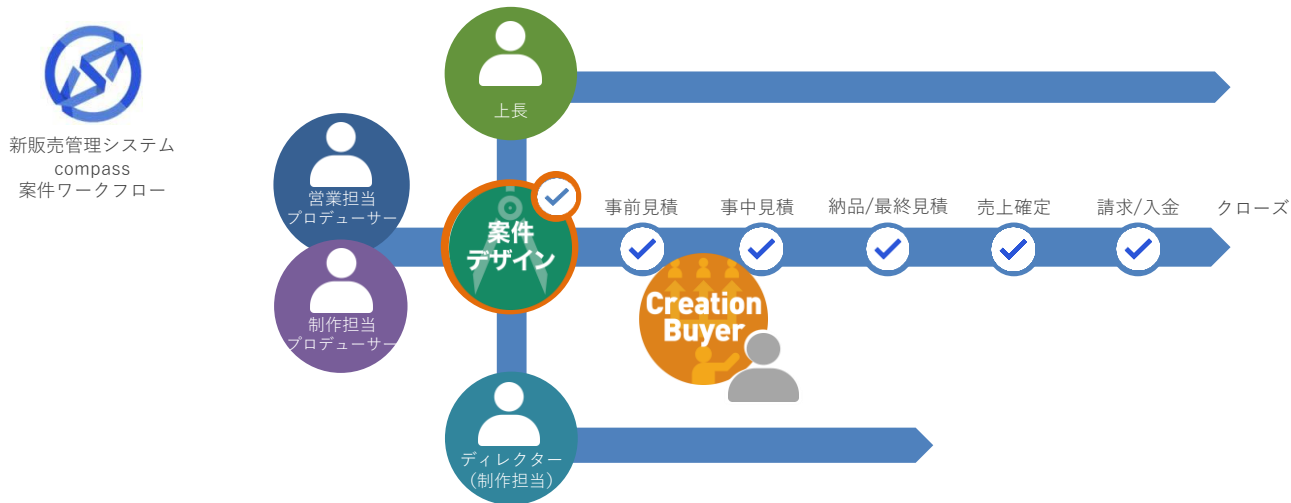 新販売管理システム
compass
案件ワークフロー
上長
営業担当
プロデューサー
制作担当
プロデューサー
案件
デザイン
事前見積
事中見積
納品/最終見積
売上確定
請求/入金
クローズ
Creation
Buyer
ディレクター
(制作担当)